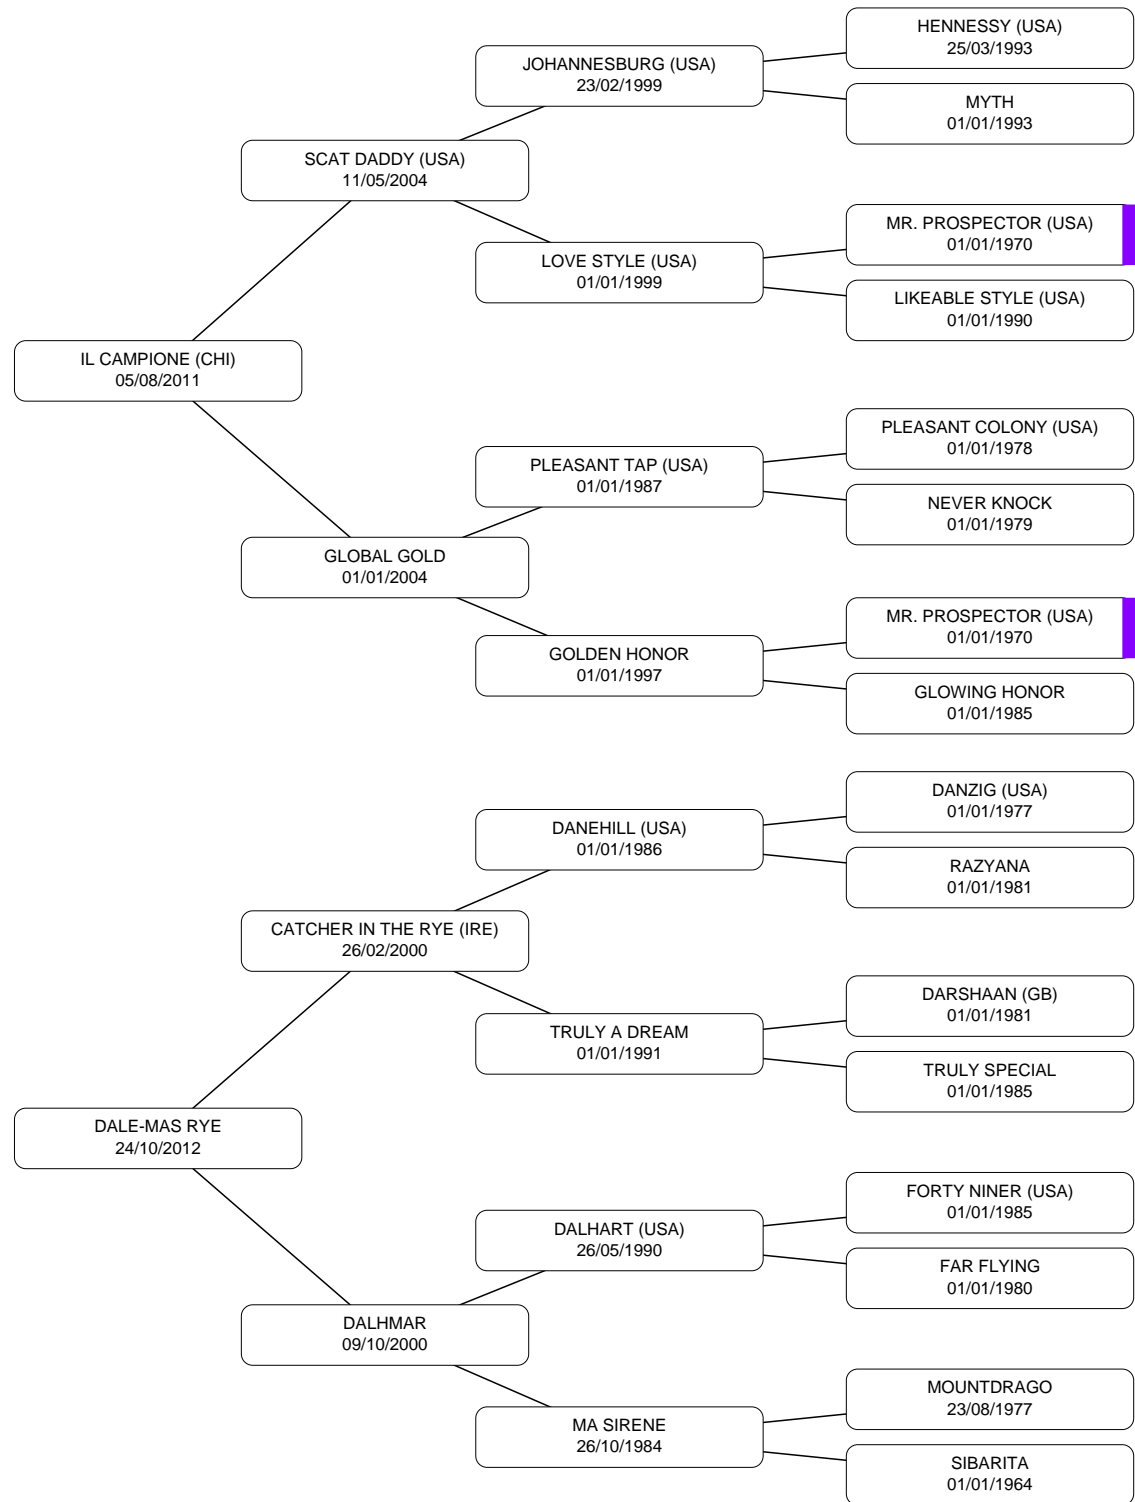 HENNESSY (USA)
25/03/1993
JOHANNESBURG (USA)
23/02/1999
MYTH
01/01/1993
SCAT DADDY (USA)
11/05/2004
MR. PROSPECTOR (USA)
01/01/1970
LOVE STYLE (USA)
01/01/1999
LIKEABLE STYLE (USA)
01/01/1990
IL CAMPIONE (CHI)
05/08/2011
PLEASANT COLONY (USA)
01/01/1978
PLEASANT TAP (USA)
01/01/1987
NEVER KNOCK
01/01/1979
GLOBAL GOLD
01/01/2004
MR. PROSPECTOR (USA)
01/01/1970
GOLDEN HONOR
01/01/1997
GLOWING HONOR
01/01/1985
DANZIG (USA)
01/01/1977
DANEHILL (USA)
01/01/1986
RAZYANA
01/01/1981
CATCHER IN THE RYE (IRE)
26/02/2000
DARSHAAN (GB)
01/01/1981
TRULY A DREAM
01/01/1991
TRULY SPECIAL
01/01/1985
DALE-MAS RYE
24/10/2012
FORTY NINER (USA)
01/01/1985
DALHART (USA)
26/05/1990
FAR FLYING
01/01/1980
DALHMAR
09/10/2000
MOUNTDRAGO
23/08/1977
MA SIRENE
26/10/1984
SIBARITA
01/01/1964